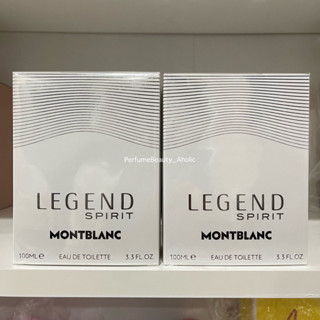 PerfumeBeauty_Aholic
LEGEND
SPIRIT
MONTBLANC
100ML e EAU DE TOILETTE 3.3 FL.OZ.
LEGEND
SPIRIT
MONTBLANC
100ML e EAU DE TOILETTE 3.3 FL.OZ.